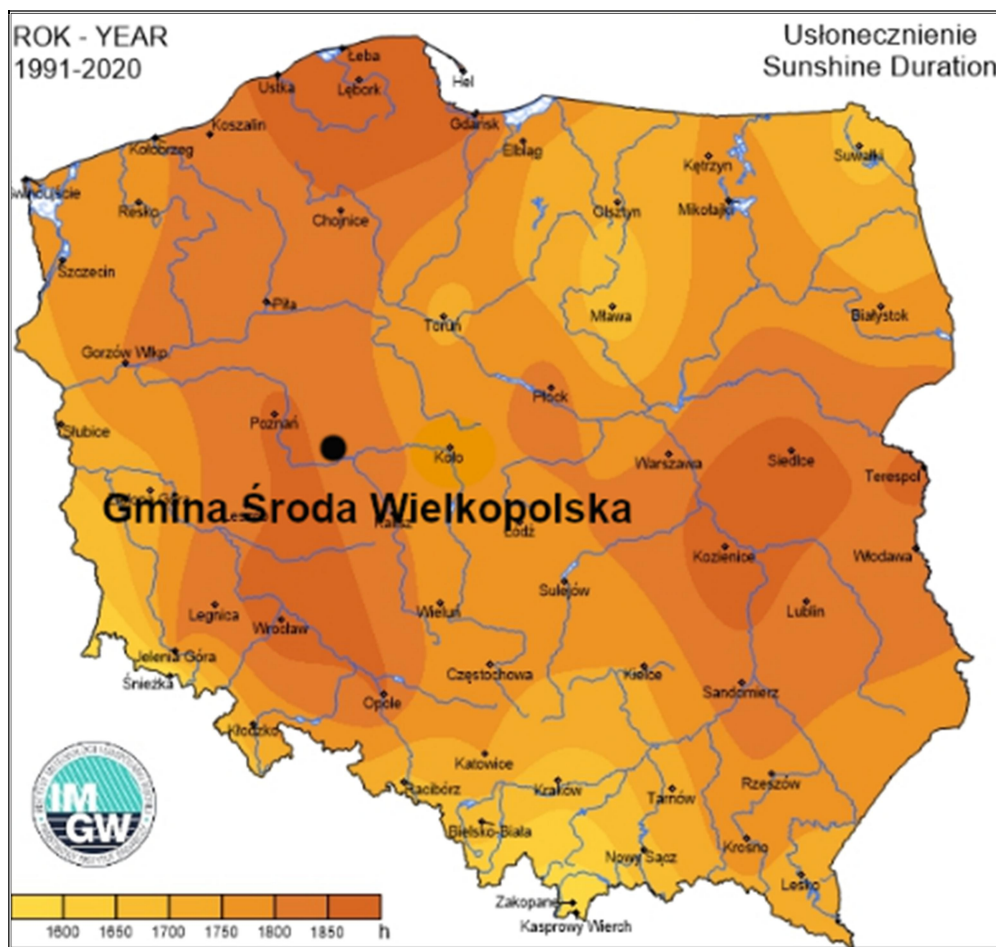 ROK - YEAR
1991-2020
Usłonecznienie
Sunshine Duration
Łeba
Ustka
Lębork
Hel
Gdańsk
Koszalin
Kołobrzeg
Elbląg
Kętrzyn
Suwałki
Resko
Chojnice
Olsztyn
Mikołajki
Szczecin
Piła
Toruń
Mława
Białystok
Gorzów Wlkp.
Płock
Poznań
Słubice
Koło
Warszawa
Siedlce
Terespol
Gmina Środa Wielkopolska
Łódź
Kozienice
Włodawa
Sulejów
Legnica
Wrocław
Wieluń
Lublin
Jelenia Góra
Śnieżka
Częstochowa
Kielce
Sandomierz
Opole
Kłodzko
Katowice
Racibórz
Kraków
Tarnów
Rzeszów
Bielsko-Biała
Nowy Sącz
Krosno
Lesko
Zakopane
Kasprowy Wierch
IM
GW
1600 1650 1700 1750 1800 1850 h